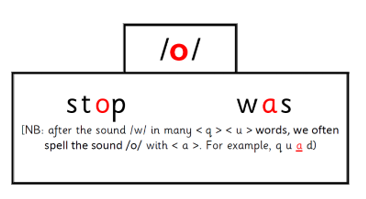 /o/
stop was
[NB: after the sound /w/ in many < q > < u > words, we often
spell the sound /o/ with < a >. For example, q u a d)